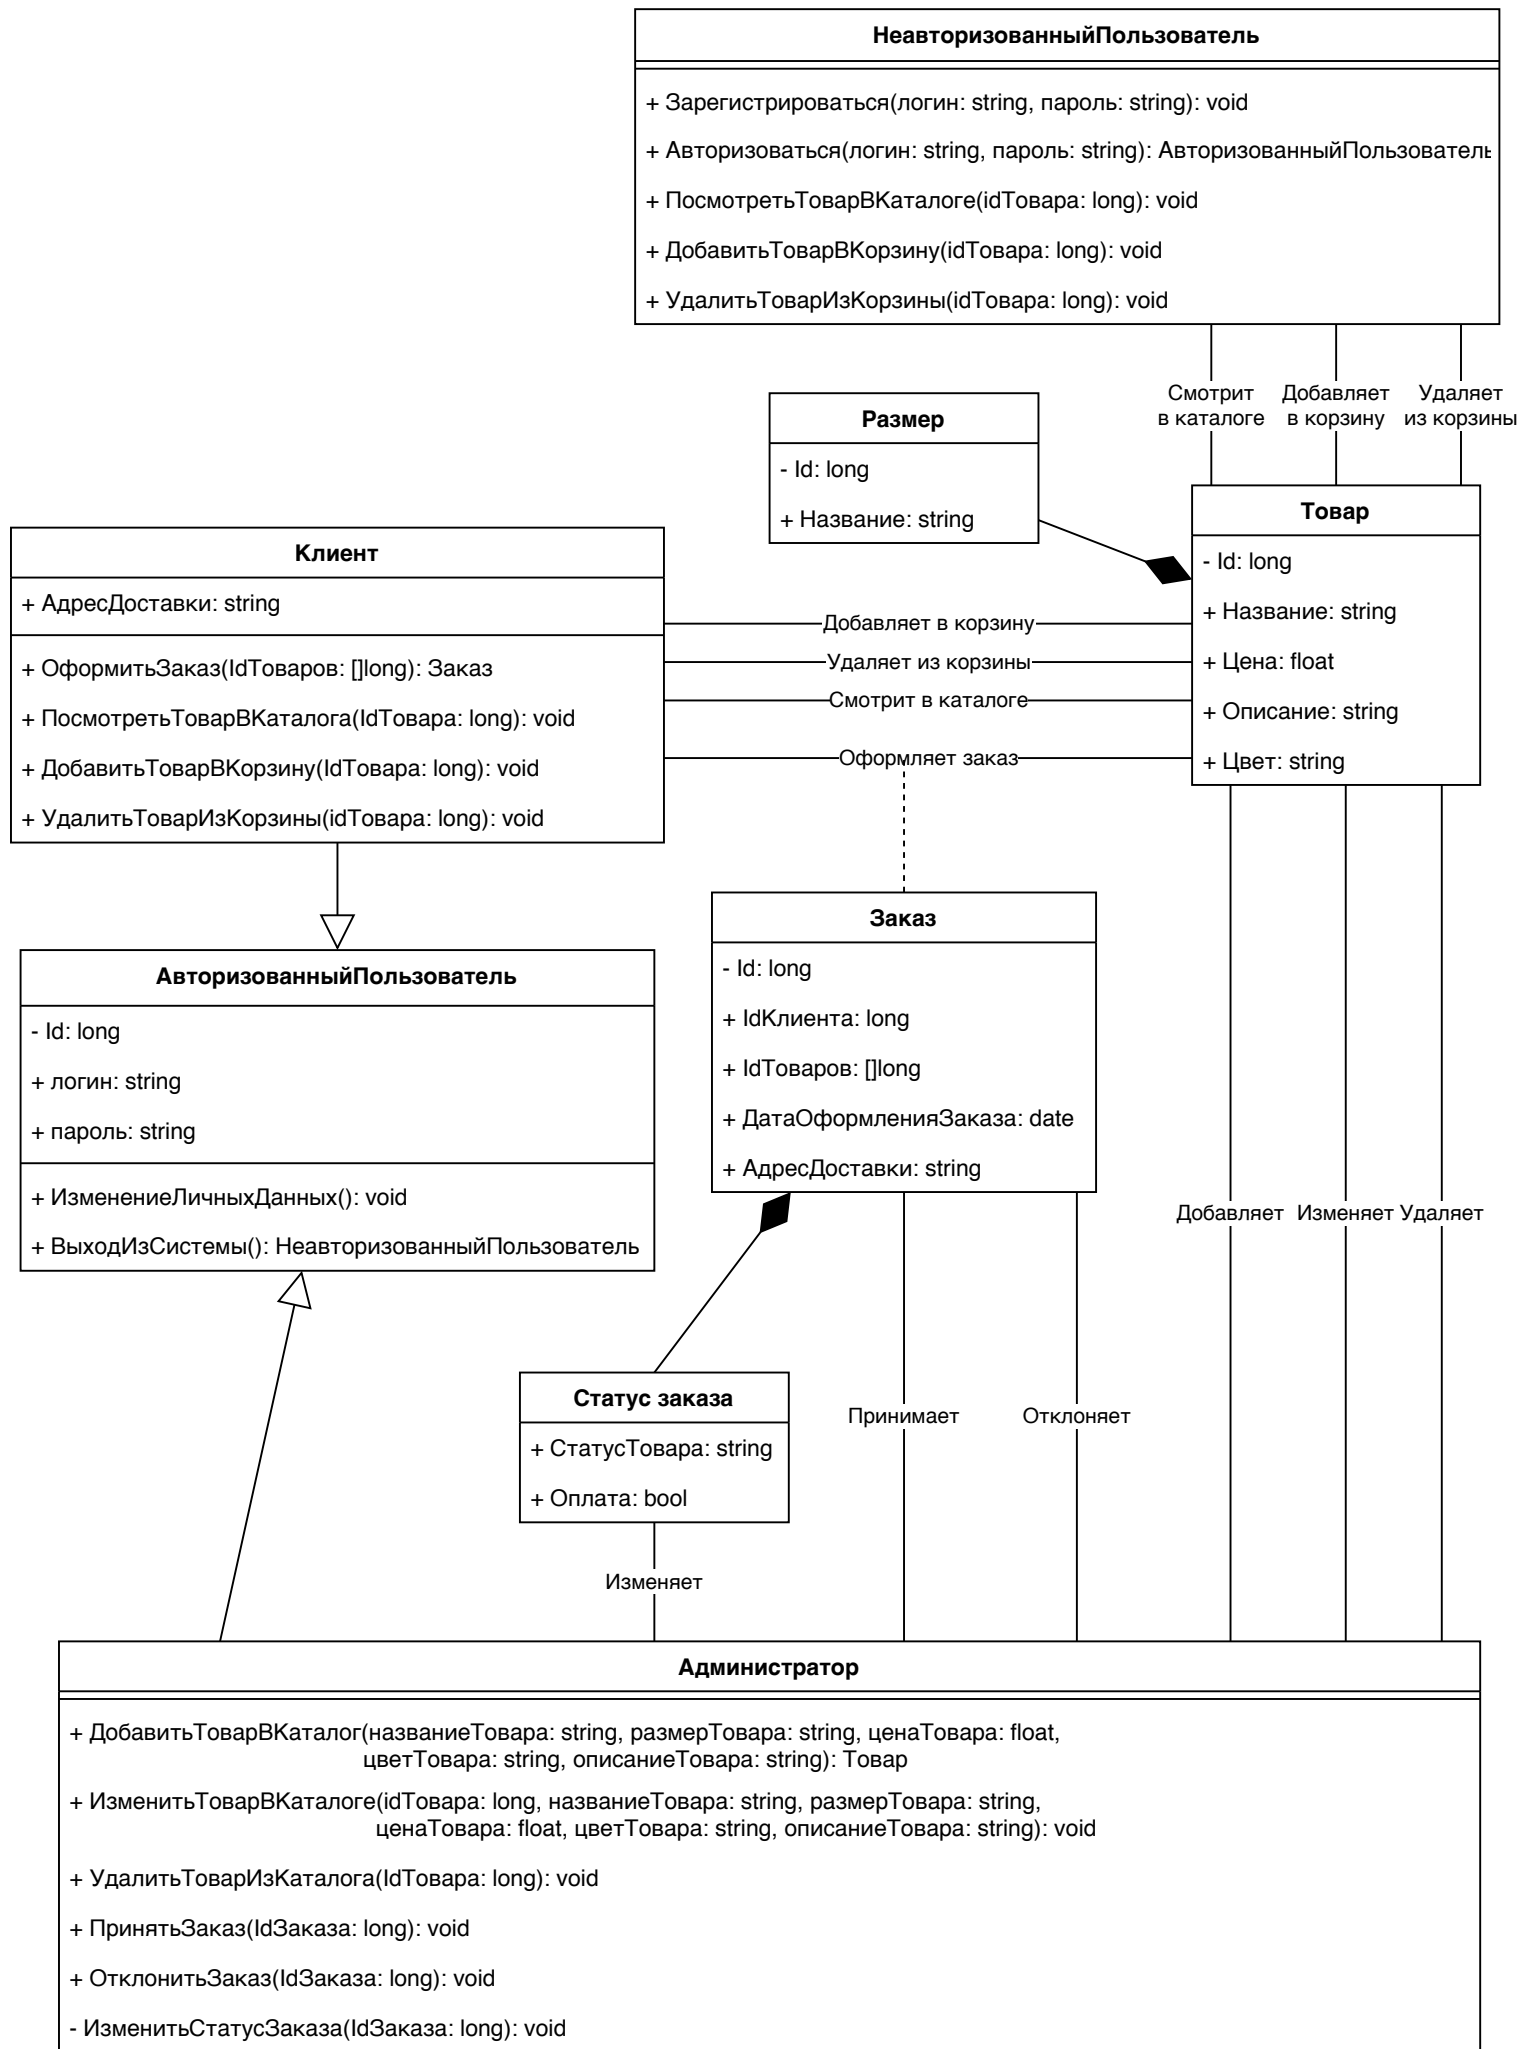 НеавторизованныйПользователь
+ Зарегистрироваться(логин: string, пароль: string): void
+ Авторизоваться(логин: string, пароль: string): АвторизованныйПользователь
+ ПосмотретьТоварВКаталоге(idТовара: long): void
+ ДобавитьТоварВКорзину(idТовара: long): void
+ УдалитьТоварИзКорзины(idТовара: long): void
Смотрит
в каталоге
Добавляет
в корзину
Удаляет
из корзины
Размер
- Id: long
+ Название: string
Товар
- Id: long
+ Название: string
+ Цена: float
+ Описание: string
+ Цвет: string
Клиент
+ АдресДоставки: string
+ ОформитьЗаказ(IdТоваров: []long): Заказ
+ ПосмотретьТоварВКаталога(IdТовара: long): void
+ ДобавитьТоварВКорзину(IdТовара: long): void
+ УдалитьТоварИзКорзины(idТовара: long): void
Добавляет в корзину
Удаляет из корзины
Смотрит в каталоге
Оформляет заказ
АвторизованныйПользователь
- Id: long
+ логин: string
+ пароль: string
+ ИзменениеЛичныхДанных(): void
+ ВыходИзСистемы(): НеавторизованныйПользователь
Заказ
- Id: long
+ IdКлиента: long
+ IdТоваров: []long
+ ДатаОформленияЗаказа: date
+ АдресДоставки: string
Добавляет
Изменяет
Удаляет
Статус заказа
+ СтатусТовара: string
+ Оплата: bool
Принимает
Отклоняет
Изменяет
Администратор
+ ДобавитьТоварВКаталог(названиеТовара: string, размерТовара: string, ценаТовара: float,
цветТовара: string, описаниеТовара: string): Товар
+ ИзменитьТоварВКаталоге(idТовара: long, названиеТовара: string, размерТовара: string,
ценаТовара: float, цветТовара: string, описаниеТовара: string): void
+ УдалитьТоварИзКаталога(IdТовара: long): void
+ ПринятьЗаказ(IdЗаказа: long): void
+ ОтклонитьЗаказ(IdЗаказа: long): void
- ИзменитьСтатусЗаказа(IdЗаказа: long): void